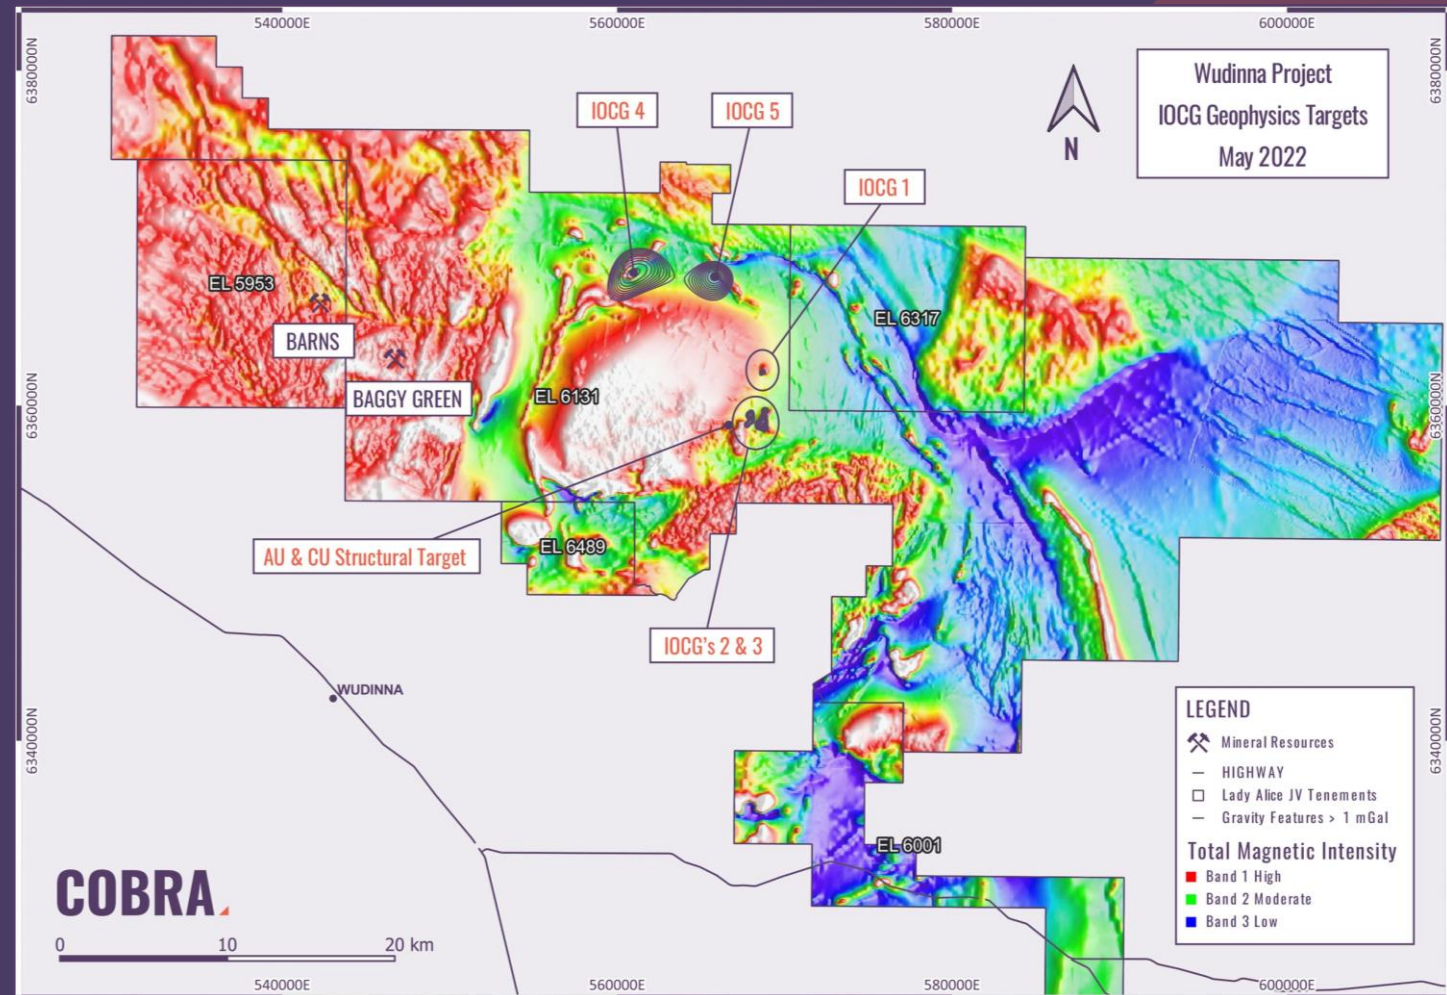 540000E
560000E
580000E
600000E
6380000N
6380000N
Wudinna Project
IOCG Geophysics Targets
May 2022
N
IOCG 4
IOCG 5
IOCG 1
EL 5953
BARNS
BAGGY GREEN
EL 6317
EL 6131
6360000N
6360000N
AU & CU Structural Target
EL 6489
IOCG's 2 & 3
WUDINNA
6340000N
6340000N
EL 6001
LEGEND
Mineral Resources
HIGHWAY
Lady Alice JV Tenements
Gravity Features > 1 mGal
Total Magnetic Intensity
Band 1 High
Band 2 Moderate
Band 3 Low
COBRA
0 10 20 km
540000E
560000E
580000E
600000E